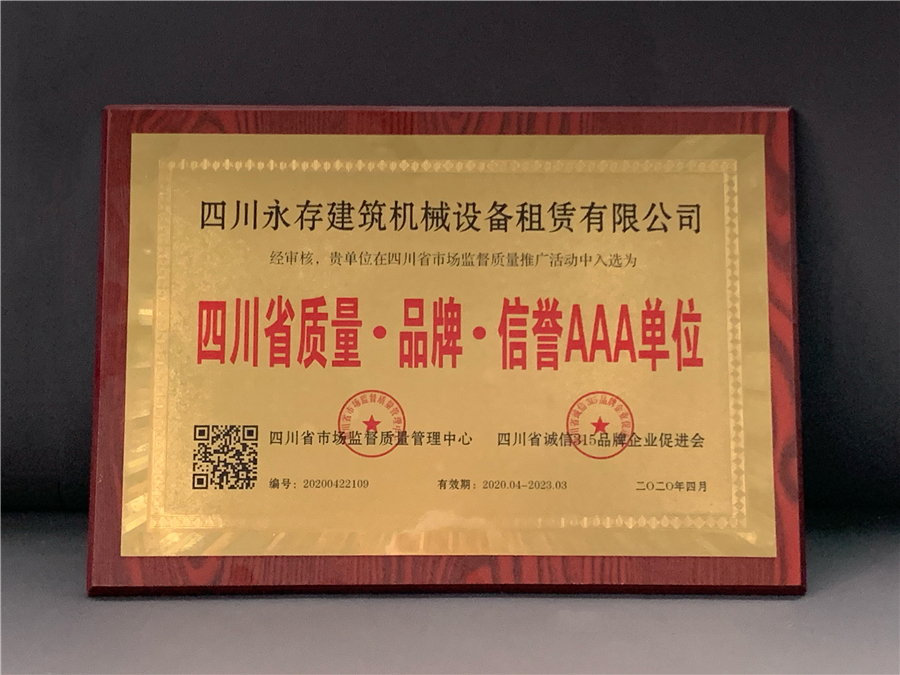 四川永存建筑机械设备租赁有限公司
经审核，贵单位在四川省市场监督质量推广活动中入选为
四川省质量·品牌·信誉AAA单位
四川省市场监督质量管理中心 四川省诚信315品牌企业促进会
编号：20200422109 有效期：2020.04-2023.03 二〇二〇年四月